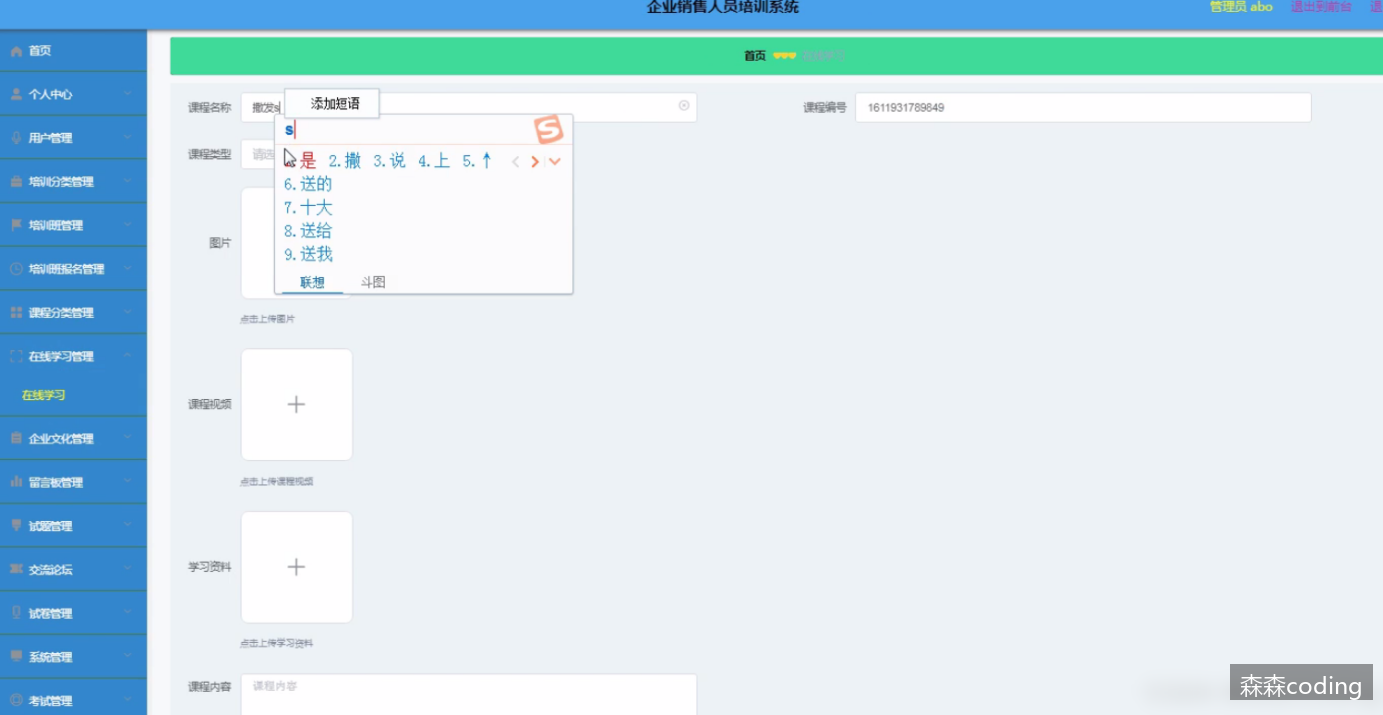 企业销售人员培训系统
管理员 abo
退出到前台
退
首页
个人中心
用户管理
培训分类管理
培训班管理
培训班报名管理
课程分类管理
在线学习管理
在线学习
企业文化管理
留言板管理
试题管理
交流论坛
试卷管理
系统管理
考试管理
首页 在线学习
课程名称 撒发s
添加短语
课程编号 1611931789849
s
课程类型 请选
是 2.撒 3.说 4.上 5.↑
6.送的
7.十大
8.送给
9.送我
联想 斗图
图片
点击上传图片
课程视频
点击上传课程视频
学习资料
点击上传学习资料
课程内容 课程内容
森森coding